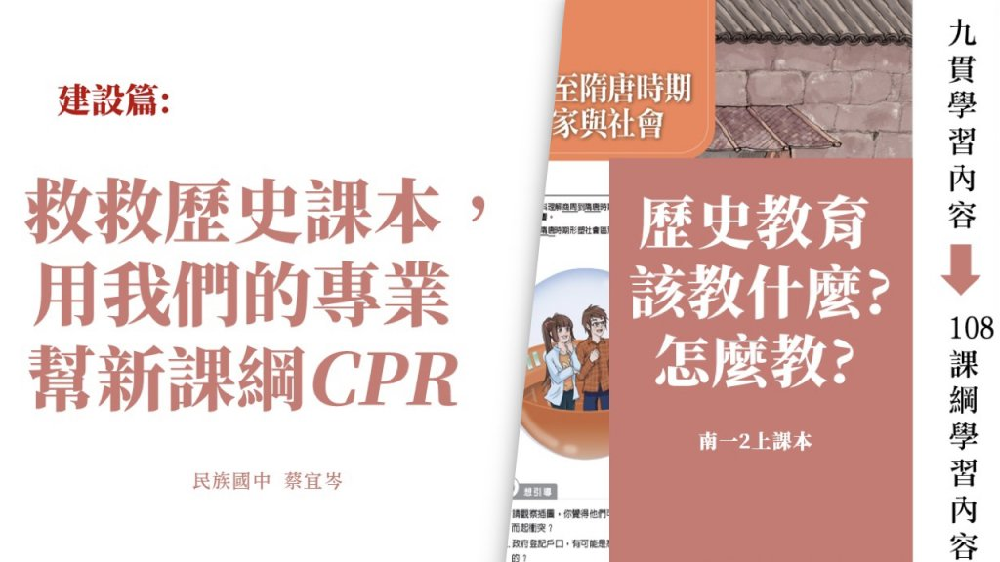 建設篇:
救救歷史課本，
用我們的專業
幫新課綱CPR
民族國中 蔡宜岑
至隋唐時期
家與社會
理解商周到隋唐時
隋唐時期形塑社會區
想引導
請觀察插圖，你覺得他們
而起衝突？
政府登記戶口，有可能是
的？
歷史教育
該教什麼?
怎麼教?
南一2上課本
九貫學習內容
108課綱學習內容